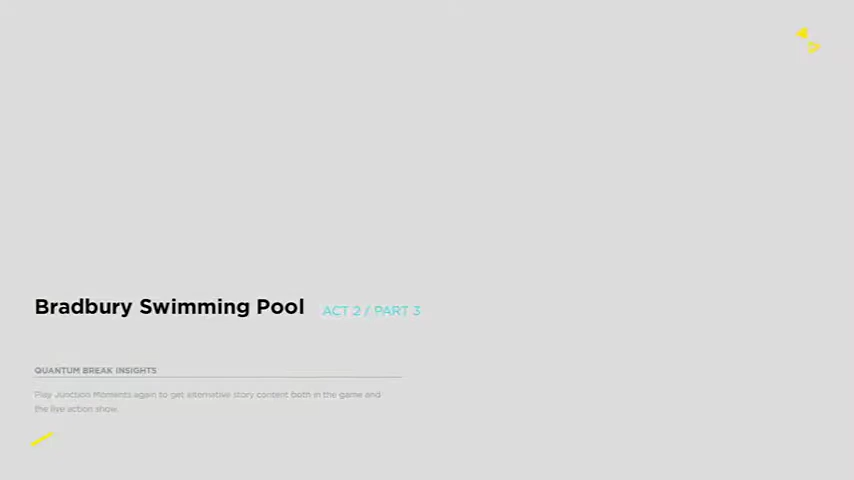 Bradbury Swimming Pool ACT 2 / PART 3
QUANTUM BREAK INSIGHTS
Play Junction Moments again to get alternative story content both in the game and
the live action show.